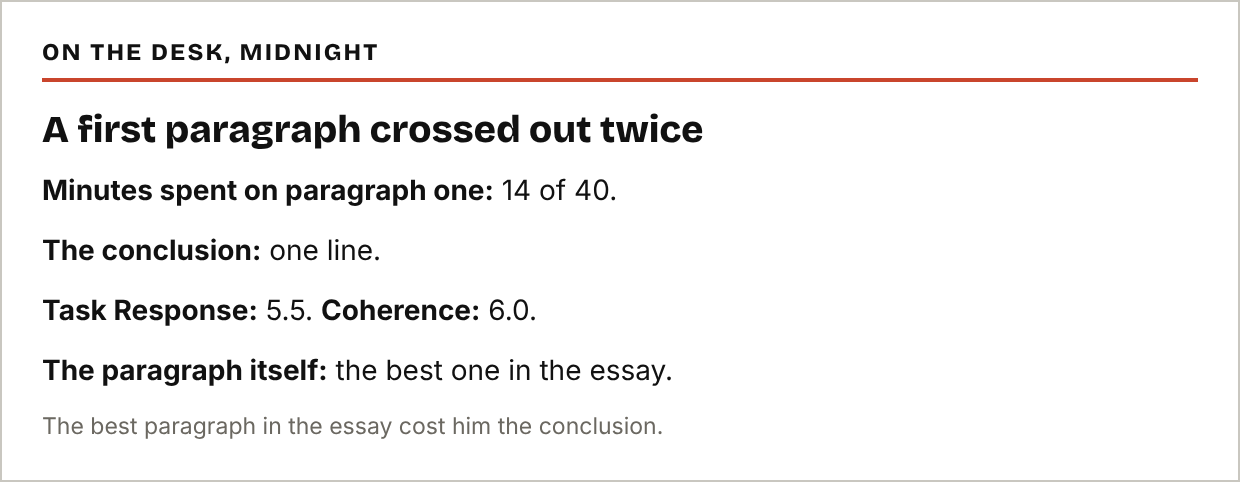 ON THE DESK, MIDNIGHT
A first paragraph crossed out twice
Minutes spent on paragraph one: 14 of 40.
The conclusion: one line.
Task Response: 5.5. Coherence: 6.0.
The paragraph itself: the best one in the essay.
The best paragraph in the essay cost him the conclusion.